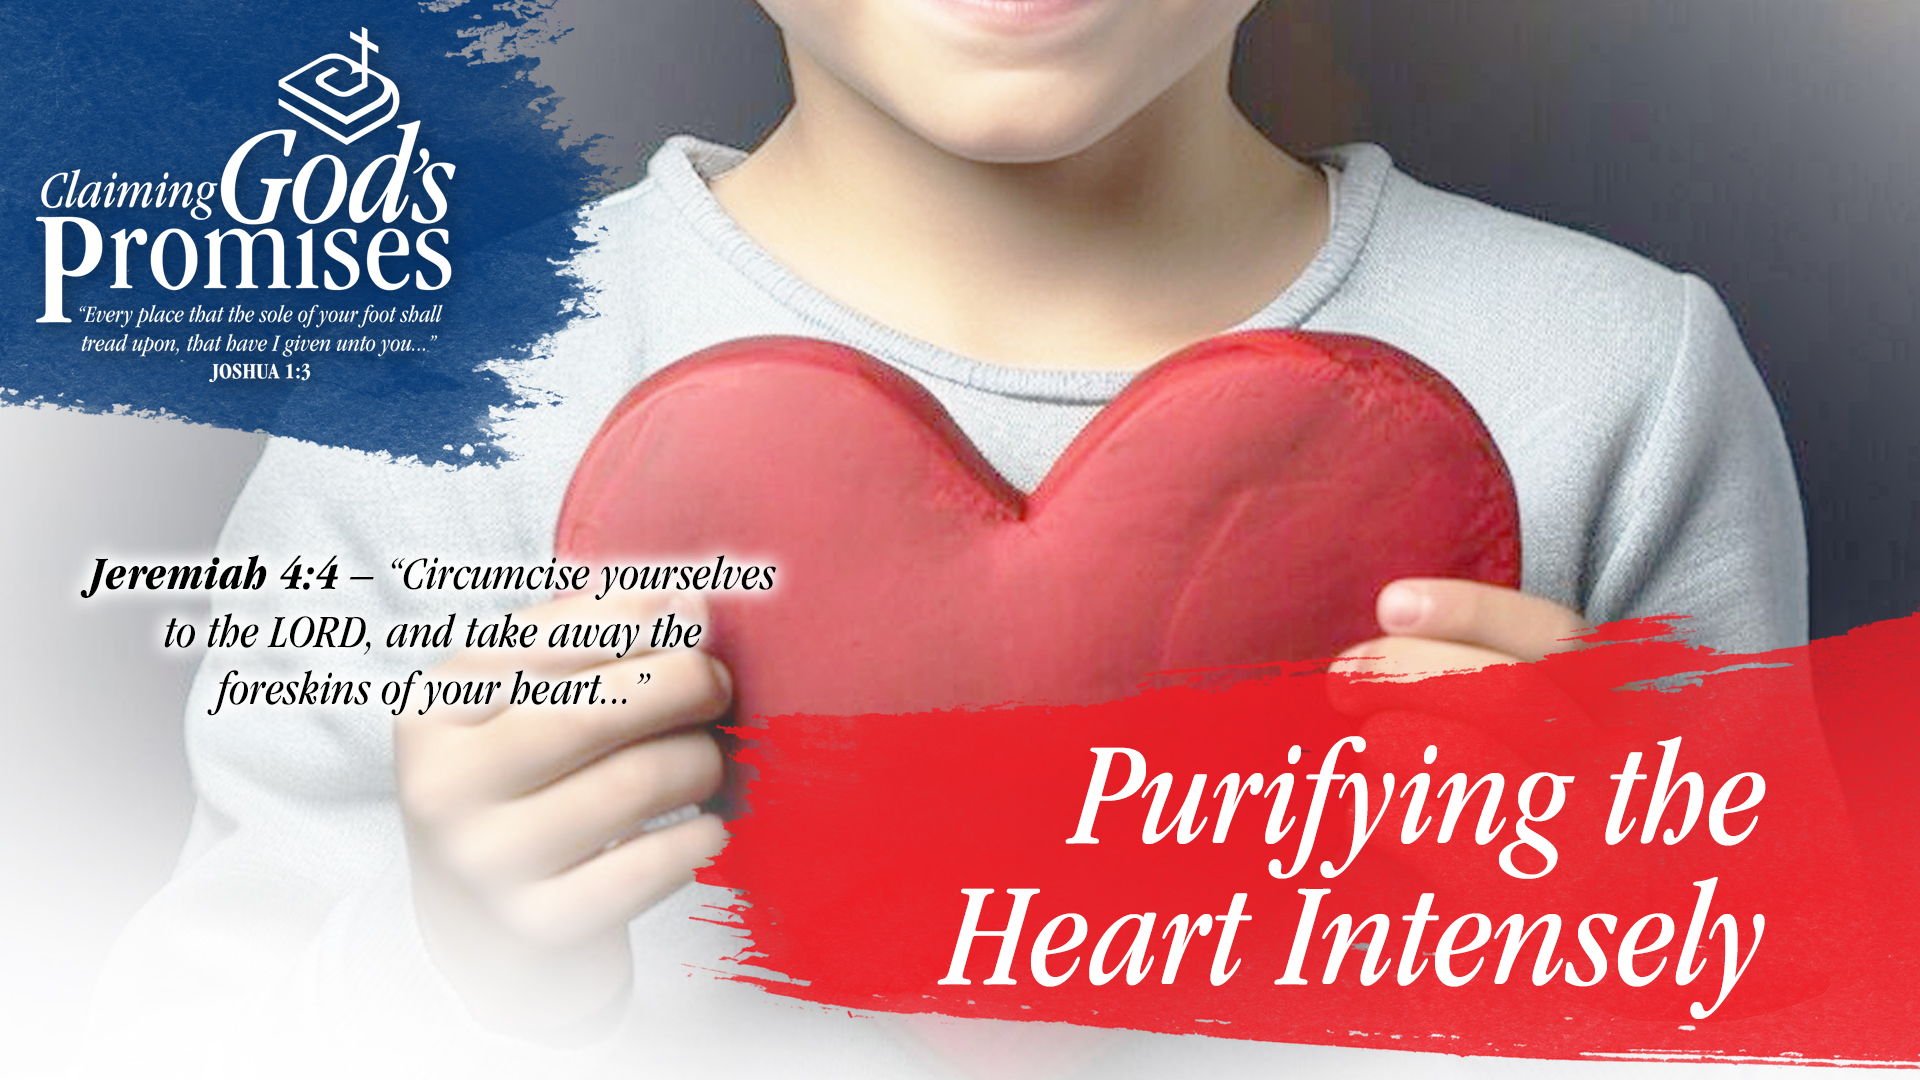 Claiming God's
Promises
“Every place that the sole of your foot shall
tread upon, that have I given unto you...”
JOSHUA 1:3
Jeremiah 4:4 – “Circumcise yourselves
to the LORD, and take away the
foreskins of your heart...”
Purifying the
Heart Intensely